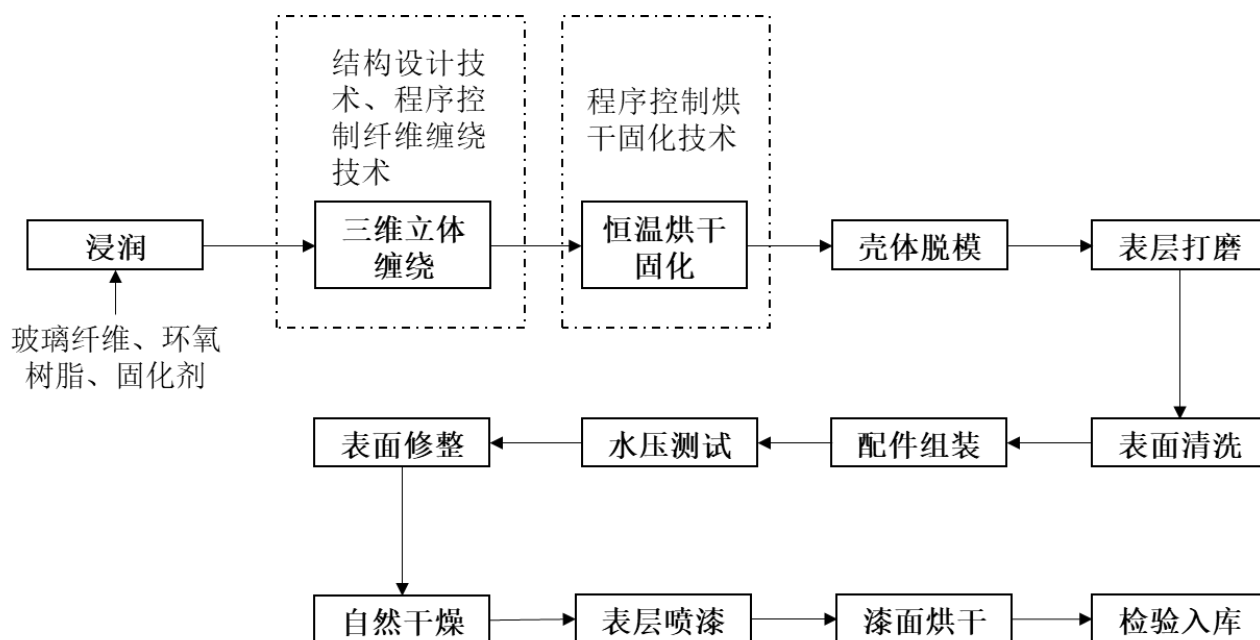 结构设计技
术、程序控
制纤维缠绕
技术
程序控制烘
干固化技术
浸润
三维立体
缠绕
恒温烘干
固化
壳体脱模
表层打磨
玻璃纤维、环氧
树脂、固化剂
表面修整
水压测试
配件组装
表面清洗
自然干燥
表层喷漆
漆面烘干
检验入库